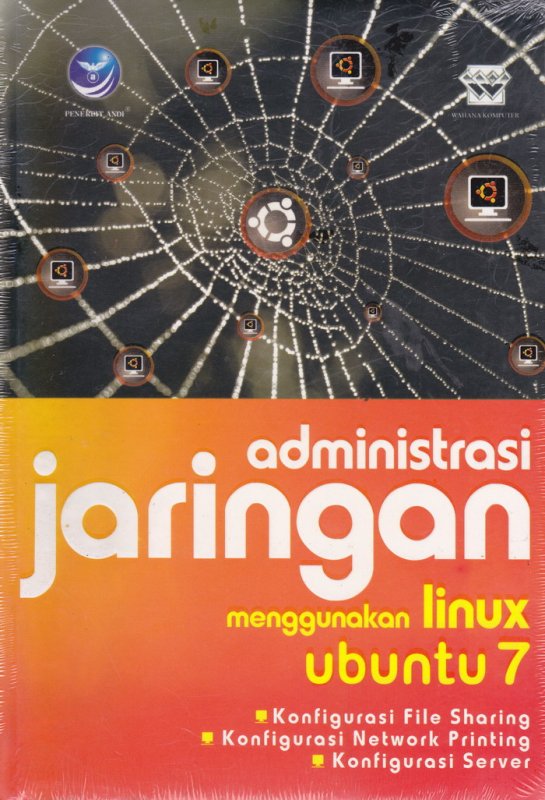 PENERBIT ANDI®
WAHANA KOMPUTER
administrasi
jaringan
menggunakan linux
ubuntu 7
Konfigurasi File Sharing
Konfigurasi Network Printing
Konfigurasi Server